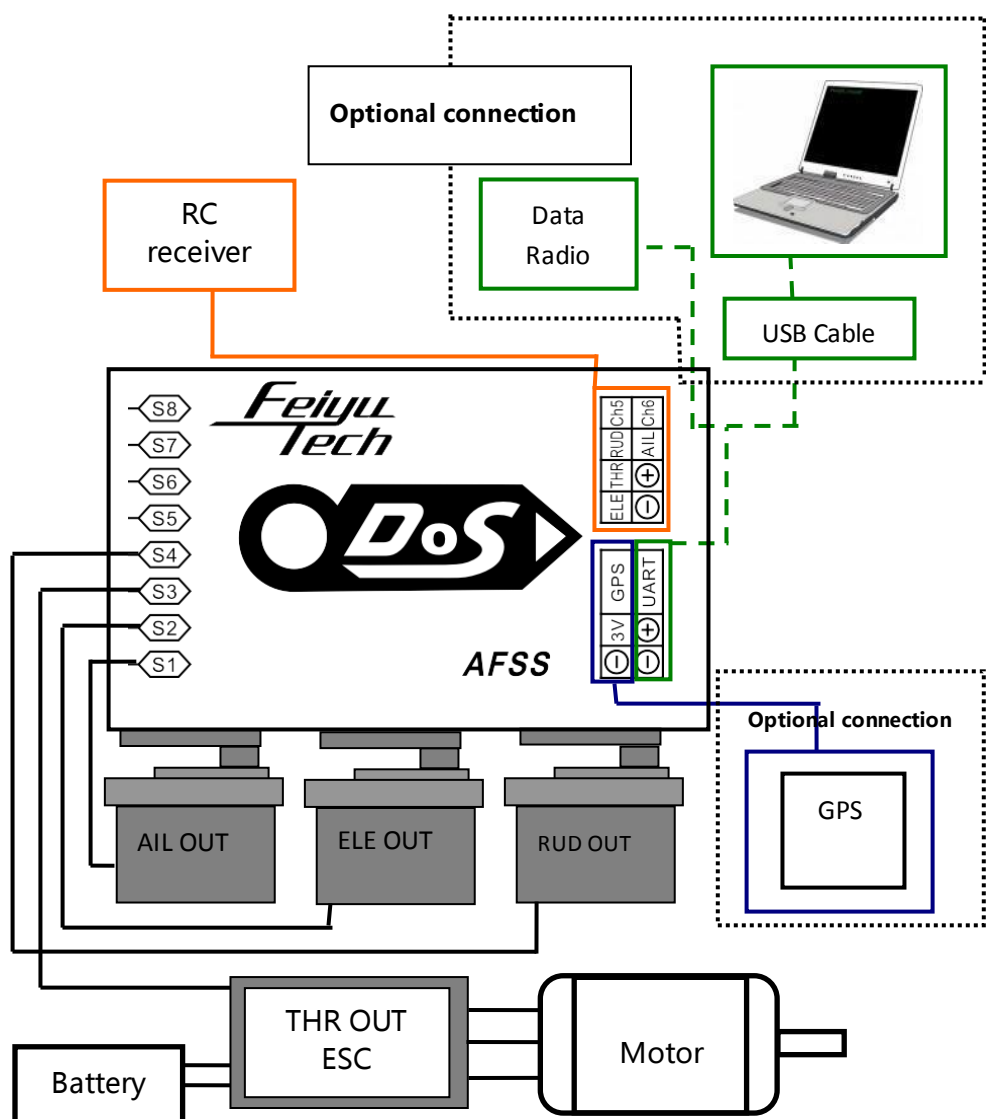 Optional connection
RC
receiver
Data
Radio
USB Cable
Feiyu
Tech
S8
S7
S6
S5
S4
S3
S2
S1
DoS
AFSS
Ch5 Ch6
RUD AIL
THR +
ELE −
GPS UART
3V +
− −
Optional connection
GPS
AIL OUT
ELE OUT
RUD OUT
THR OUT
ESC
Motor
Battery